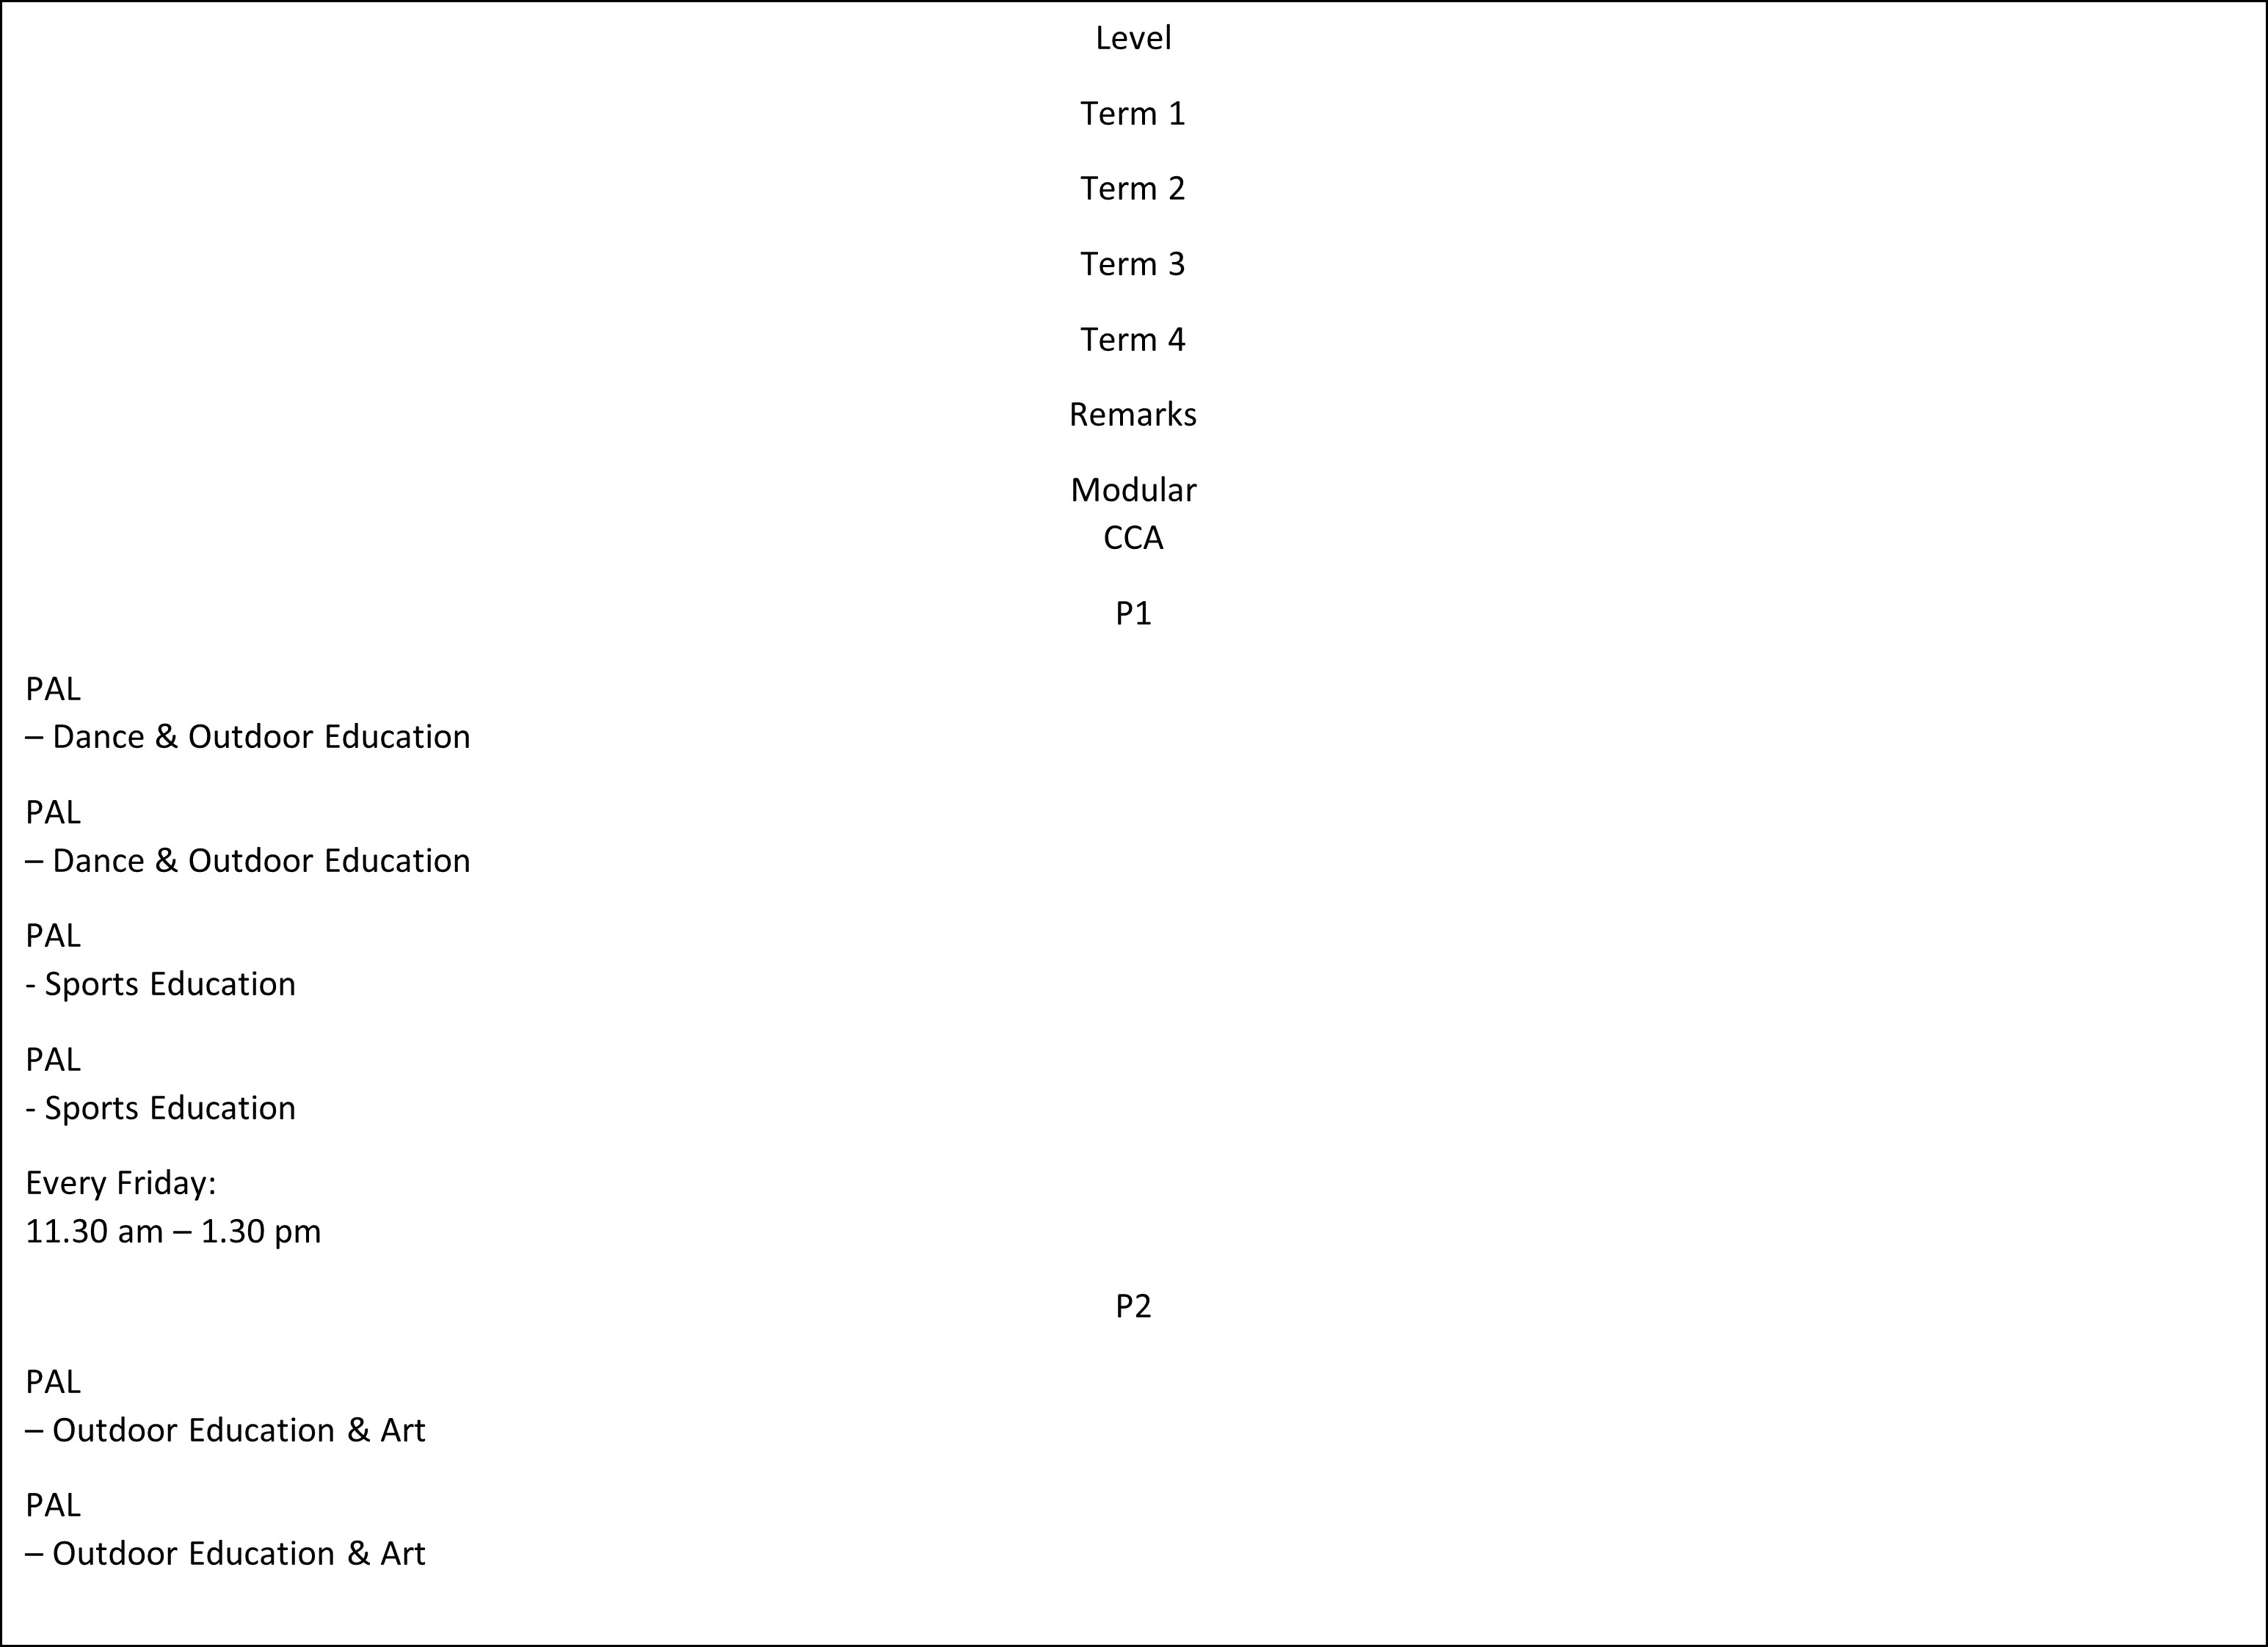 Level
Term 1
Term 2
Term 3
Term 4
Remarks
Modular
CCA
P1
PAL
– Dance & Outdoor Education
PAL
– Dance & Outdoor Education
PAL
- Sports Education
PAL
- Sports Education
Every Friday:
11.30 am – 1.30 pm
P2
PAL
– Outdoor Education & Art
PAL
– Outdoor Education & Art